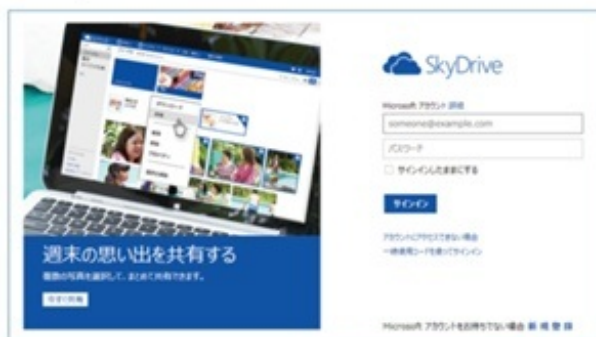 週末の思い出を共有する
複数の写真を選択して、まとめて共有できます。
SkyDrive
Microsoft アカウント 詳細
someone@example.com
パスワード
サインインしたままにする
サインイン
アカウントにアクセスできない場合
一時使用コードを使ってサインイン
Microsoft アカウントをお持ちでない場合 新規登録